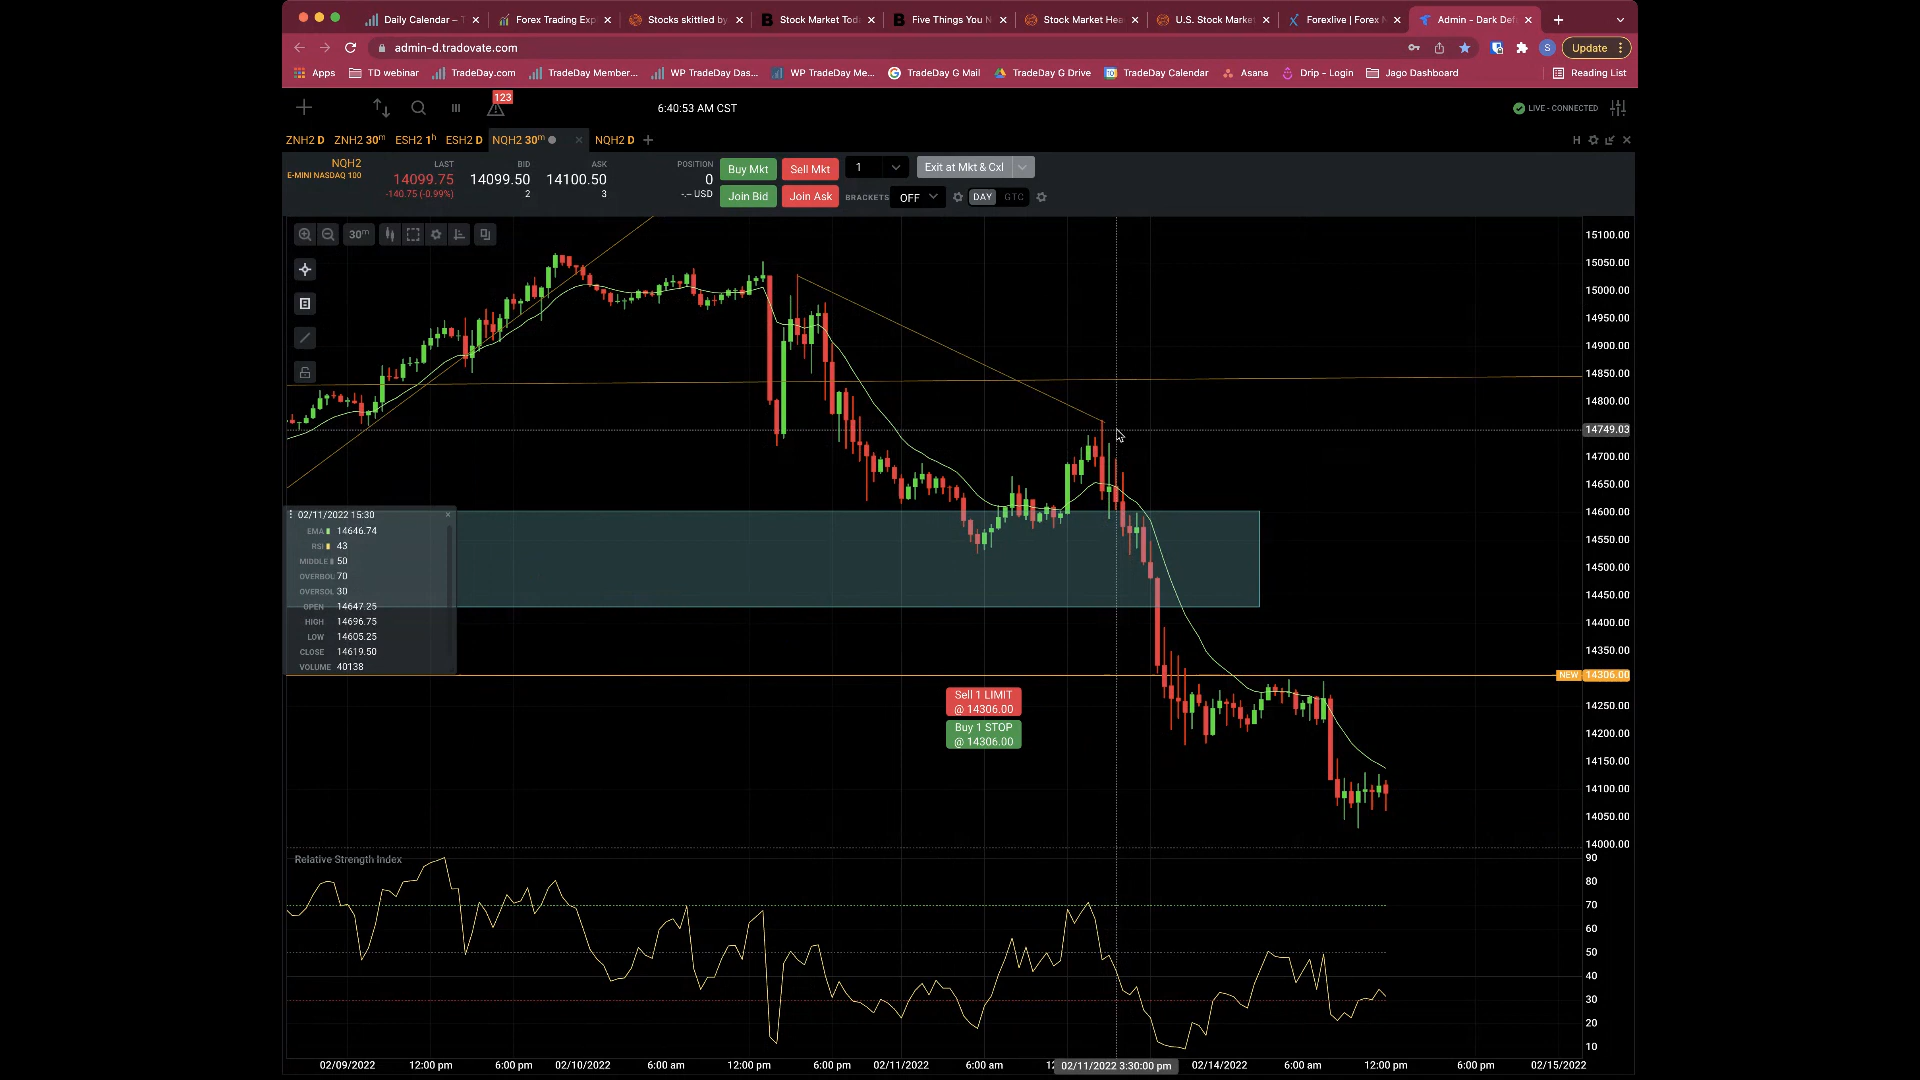 Daily Calendar –
Forex Trading Exp
Stocks skittled by
Stock Market Tod
Five Things You N
Stock Market Hea
U.S. Stock Market
Forexlive | Forex N
Admin - Dark Def
admin-d.tradovate.com
Update
Apps
TD webinar
TradeDay.com
TradeDay Member...
WP TradeDay Das...
WP TradeDay Me...
TradeDay G Mail
TradeDay G Drive
TradeDay Calendar
Asana
Drip - Login
Jago Dashboard
Reading List
123
6:40:53 AM CST
LIVE - CONNECTED
ZNH2 D
ZNH2 30m
ESH2 1h
ESH2 D
NQH2 30m
NQH2 D
H
NQH2
E-MINI NASDAQ 100
LAST
14099.75
-140.75 (-0.99%)
BID
14099.50
2
ASK
14100.50
3
POSITION
0
-.-- USD
Buy Mkt
Sell Mkt
1
Exit at Mkt & Cxl
Join Bid
Join Ask
BRACKETS
OFF
DAY
GTC
30m
15100.00
15050.00
15000.00
14950.00
14900.00
14850.00
14800.00
14749.03
14700.00
14650.00
14600.00
14550.00
14500.00
14450.00
14400.00
14350.00
NEW 14306.00
14250.00
14200.00
14150.00
14100.00
14050.00
14000.00
02/11/2022 15:30
EMA 14646.74
RSI 43
MIDDLE 50
OVERBOU 70
OVERSOL 30
OPEN 14647.25
HIGH 14696.75
LOW 14605.25
CLOSE 14619.50
VOLUME 40138
Sell 1 LIMIT
@ 14306.00
Buy 1 STOP
@ 14306.00
Relative Strength Index
90
80
70
60
50
40
30
20
10
02/09/2022
12:00 pm
6:00 pm
02/10/2022
6:00 am
12:00 pm
6:00 pm
02/11/2022
6:00 am
02/11/2022 3:30:00 pm
02/14/2022
6:00 am
12:00 pm
6:00 pm
02/15/2022